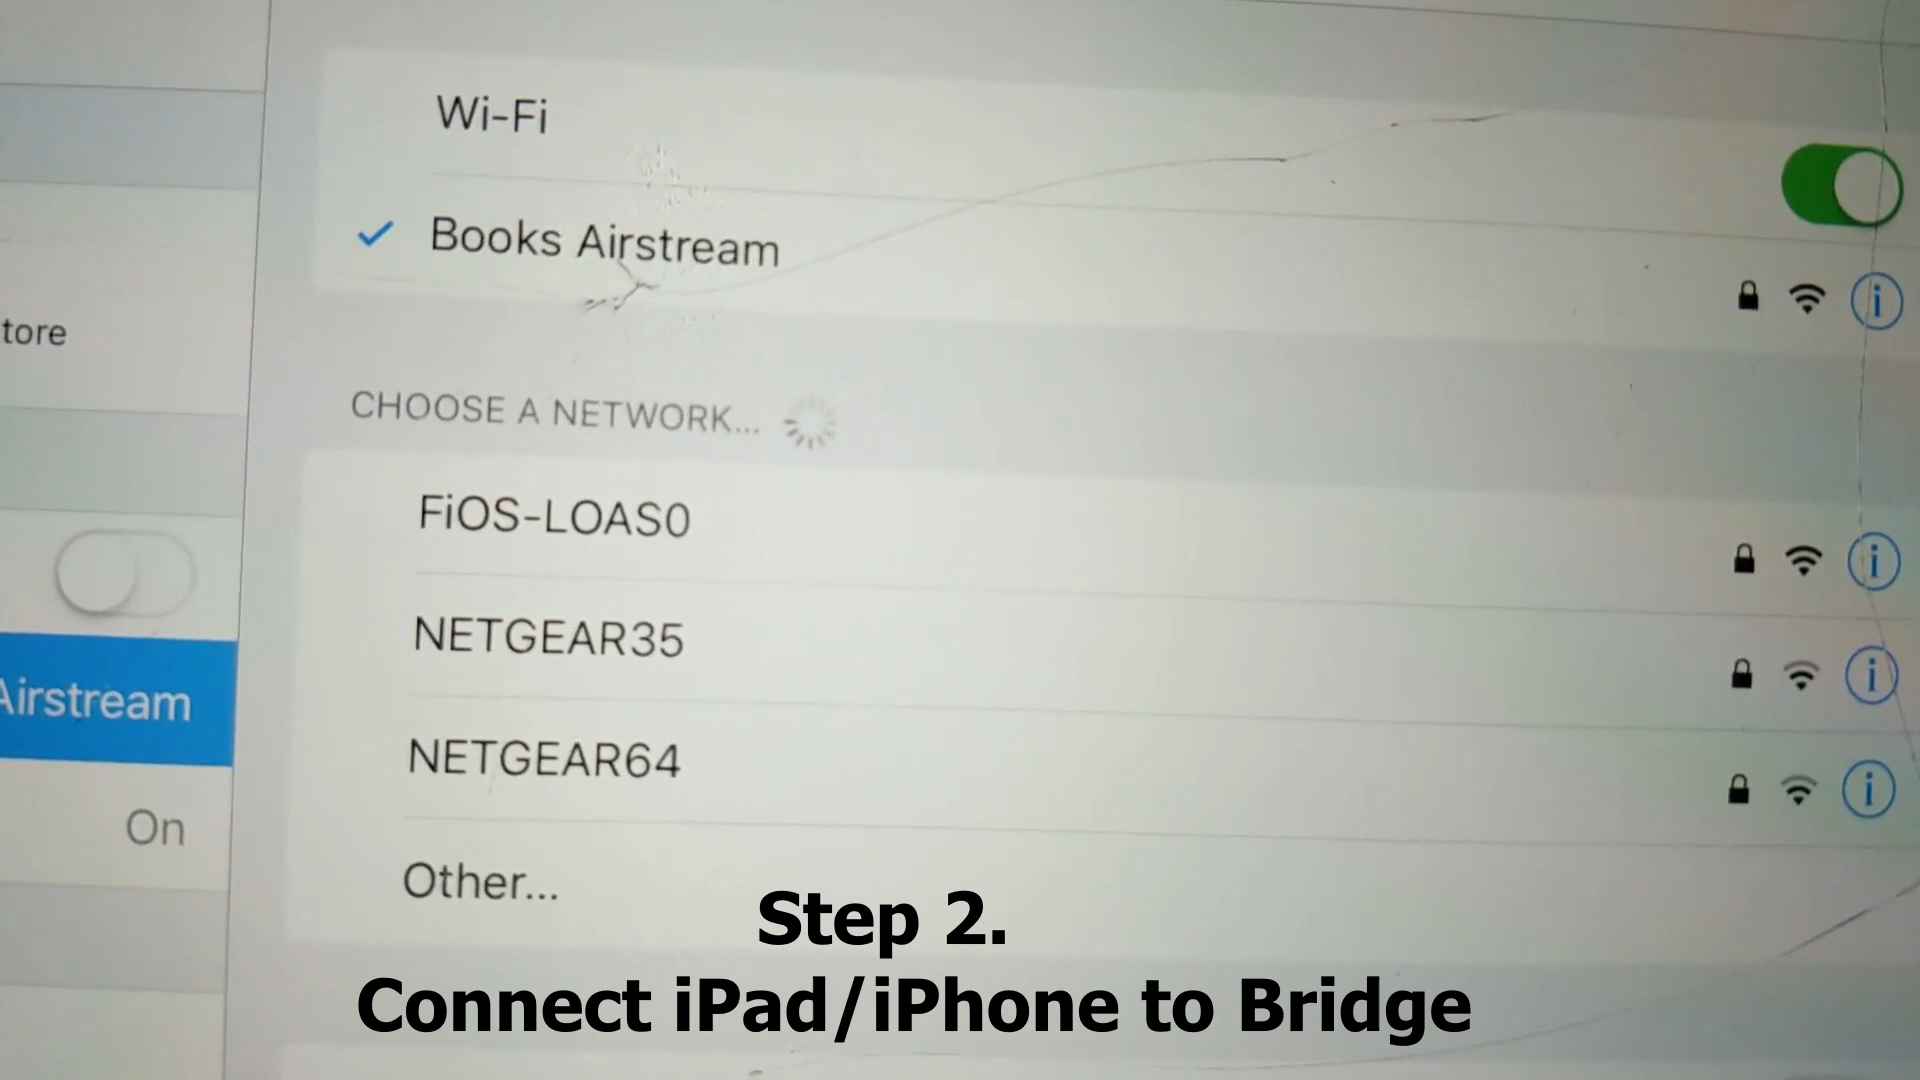 Wi-Fi
Books Airstream
tore
CHOOSE A NETWORK...
FiOS-LOAS0
NETGEAR35
Airstream
NETGEAR64
On
Other...
Step 2.
Connect iPad/iPhone to Bridge